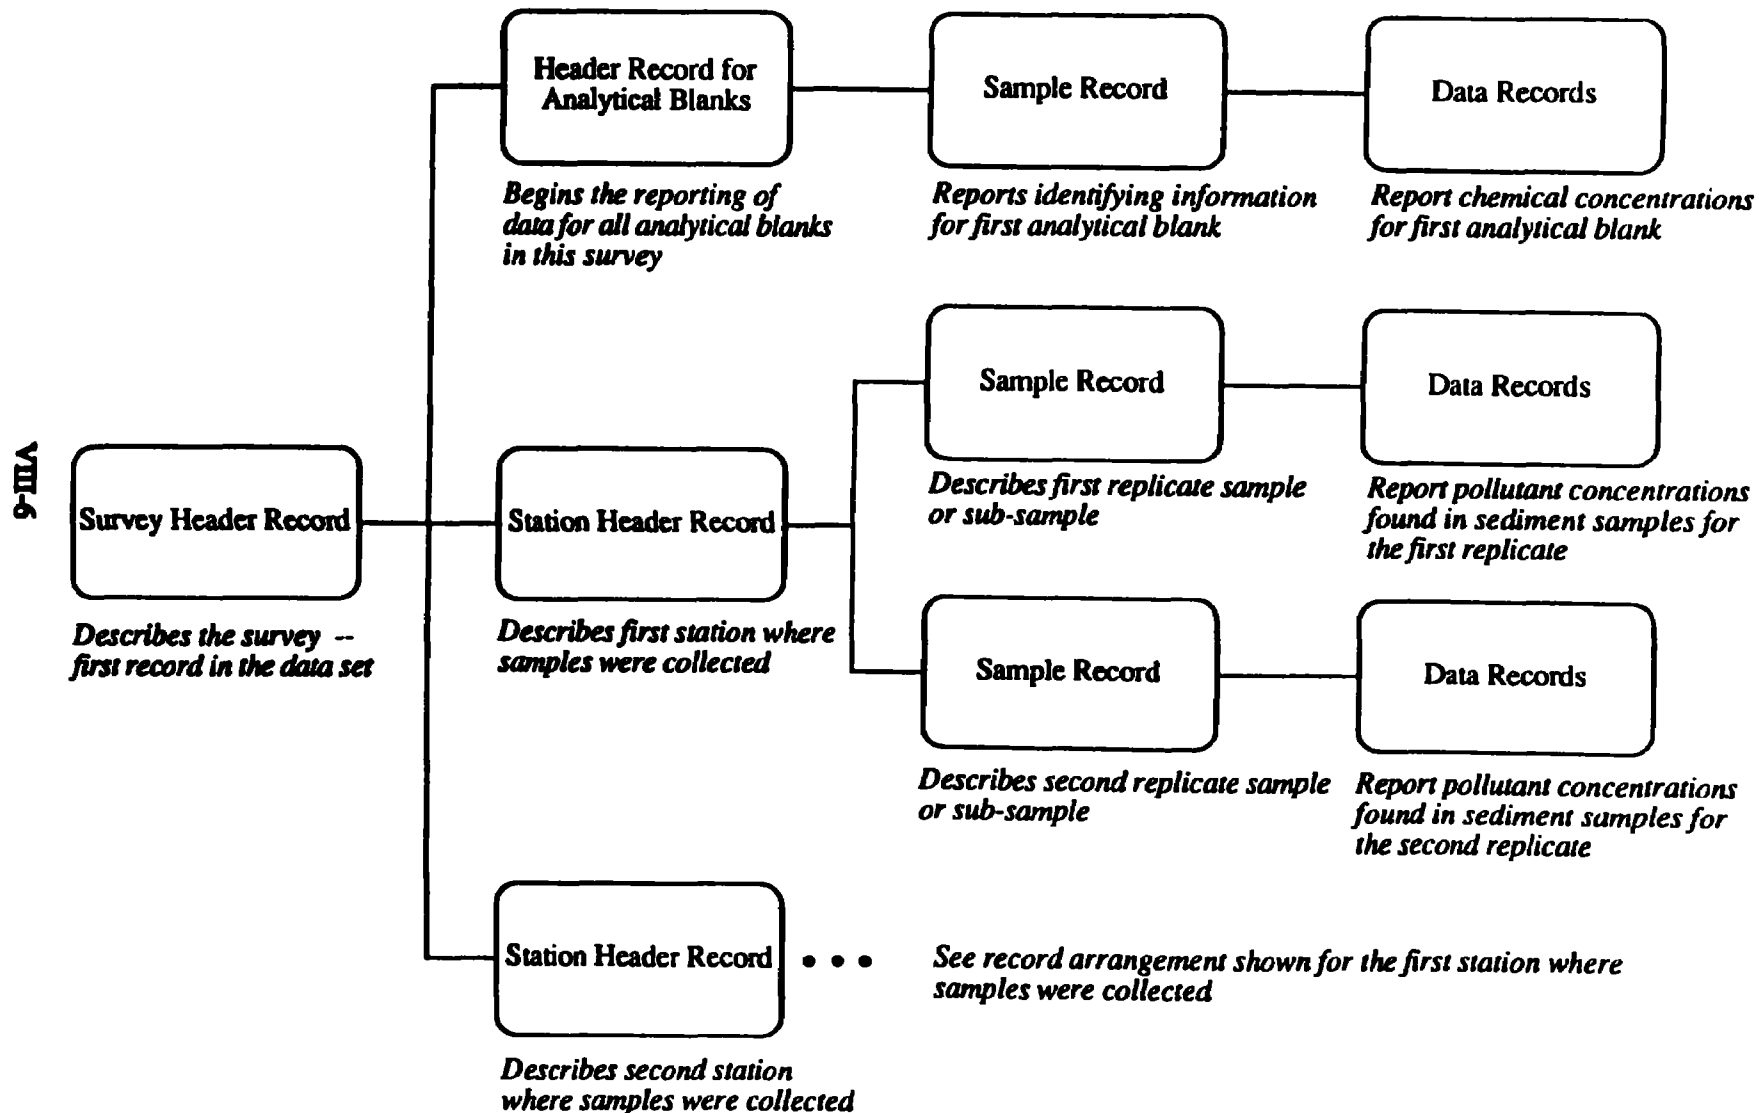 Header Record for
Analytical Blanks
Begins the reporting of
data for all analytical blanks
in this survey
Sample Record
Reports identifying information
for first analytical blank
Data Records
Report chemical concentrations
for first analytical blank
VIII-6
Survey Header Record
Describes the survey --
first record in the data set
Station Header Record
Describes first station where
samples were collected
Sample Record
Describes first replicate sample
or sub-sample
Data Records
Report pollutant concentrations
found in sediment samples for
the first replicate
Sample Record
Describes second replicate sample
or sub-sample
Data Records
Report pollutant concentrations
found in sediment samples for
the second replicate
Station Header Record
• • •
See record arrangement shown for the first station where
samples were collected
Describes second station
where samples were collected